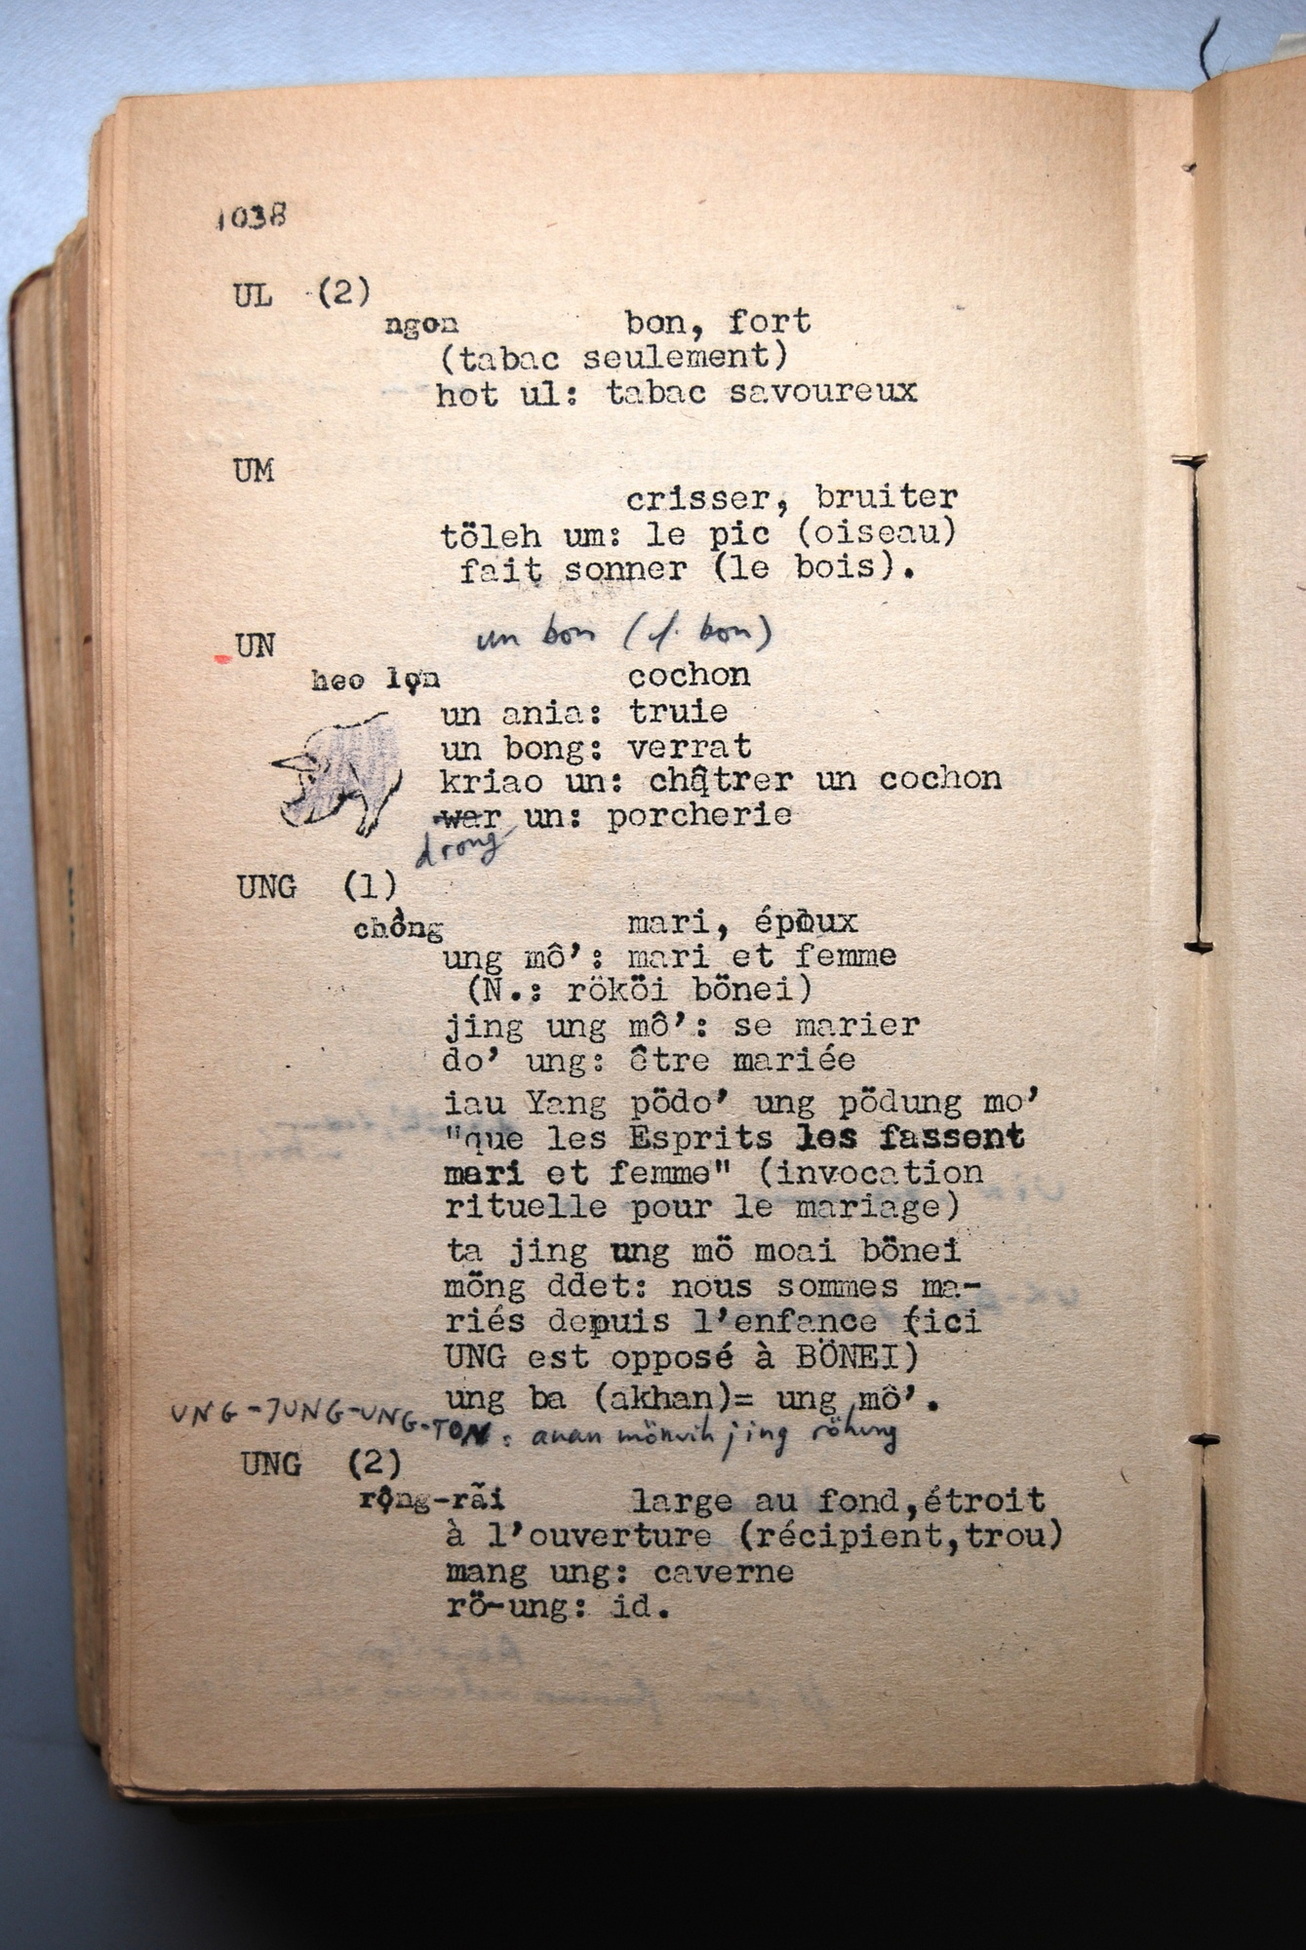 1038
UL (2)
ngon bon, fort
(tabac seulement)
hot ul: tabac savoureux
UM
crisser, bruiter
töleh um: le pic (oiseau)
fait sonner (le bois).
un bon (cf. bon)
UN
heo lợn cochon
un ania: truie
un bong: verrat
kriao un: châtrer un cochon
war un: porcherie
drong
UNG (1)
chồng mari, époux
ung mô': mari et femme
(N.: rököi bönei)
jing ung mô': se marier
do' ung: être mariée
iau Yang pödo' ung pödung mo'
"que les Esprits les fassent
mari et femme" (invocation
rituelle pour le mariage)
ta jing ung mö moai bönei
möng ddet: nous sommes ma-
riés depuis l'enfance (ici
UNG est opposé à BÖNEI)
ung ba (akhan)= ung mô'.
UNG-JUNG-UNG-TON: anan mönuih jing röhung
UNG (2)
rộng-rãi large au fond,étroit
à l'ouverture (récipient,trou)
mang ung: caverne
rö-ung: id.